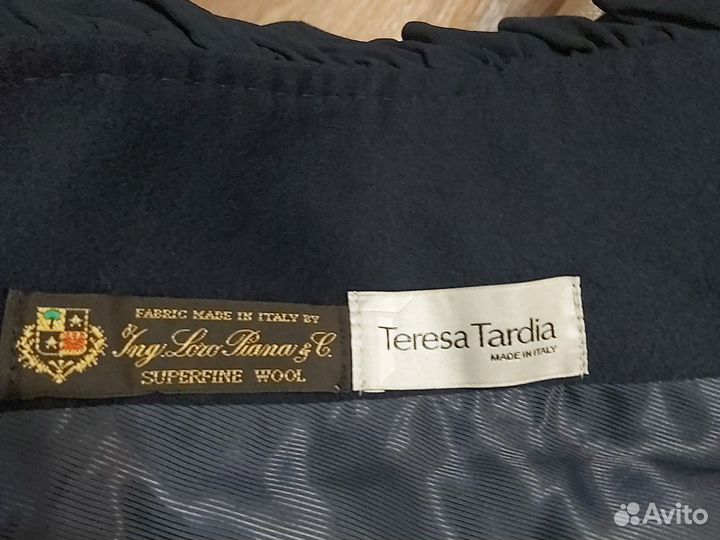 FABRIC MADE IN ITALY BY
Ing. Loro Piana & C.
SUPERFINE WOOL
Teresa Tardia
MADE IN ITALY
Avito